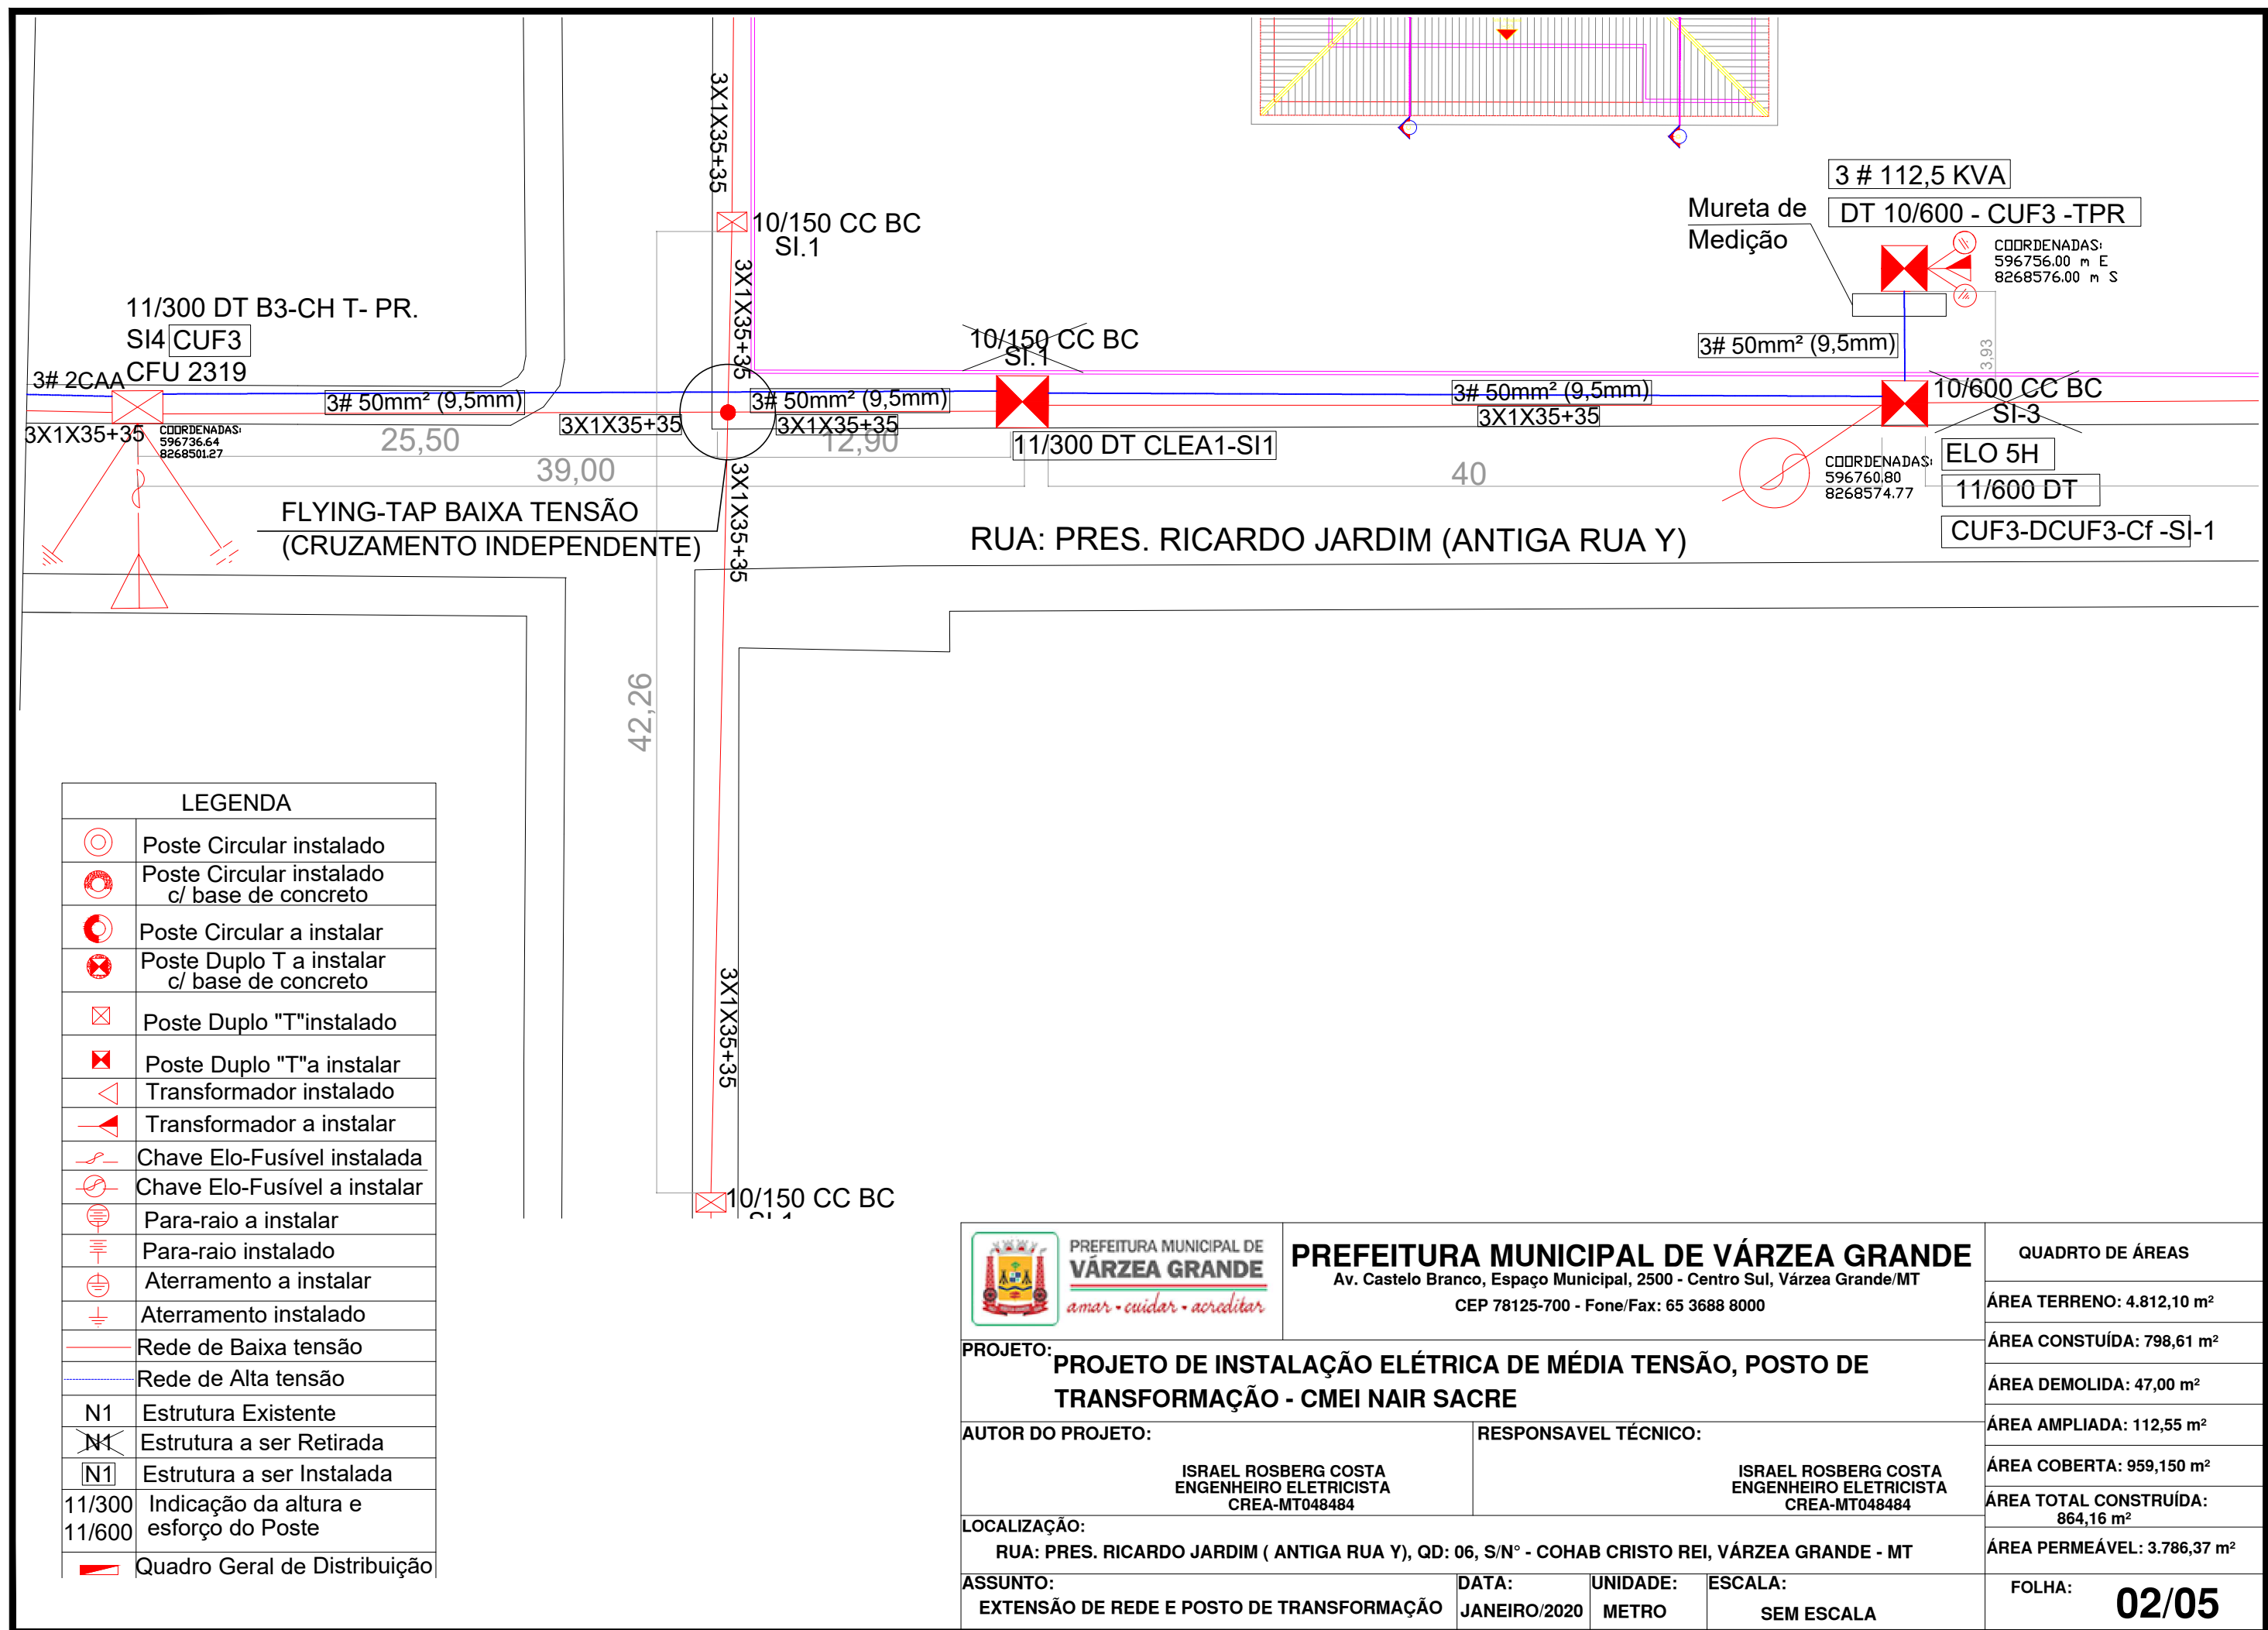 3X1X35+35
10/150 CC BC
SI.1
3X1X35+35
3 # 112,5 KVA
DT 10/600 - CUF3 -TPR
Mureta de
Medição
COORDENADAS:
596756.00 m E
8268576.00 m S
11/300 DT B3-CH T- PR.
SI4 CUF3
CFU 2319
3# 2CAA
3X1X35+35
COORDENADAS:
596736.64
8268501.27
3# 50mm² (9,5mm)
3X1X35+35
25,50
39,00
3# 50mm² (9,5mm)
3X1X35+35
12,90
10/150 CC BC
SI.1
11/300 DT CLEA1-SI1
3# 50mm² (9,5mm)
3X1X35+35
40
3# 50mm² (9,5mm)
3,93
10/600 CC BC
SI-3
COORDENADAS:
596760.80
8268574.77
ELO 5H
11/600 DT
CUF3-DCUF3-Cf -SI-1
FLYING-TAP BAIXA TENSÃO
(CRUZAMENTO INDEPENDENTE)
3X1X35+35
RUA: PRES. RICARDO JARDIM (ANTIGA RUA Y)
42,26
3X1X35+35
10/150 CC BC
SI.1
LEGENDA
Poste Circular instalado
Poste Circular instalado
c/ base de concreto
Poste Circular a instalar
Poste Duplo T a instalar
c/ base de concreto
Poste Duplo "T"instalado
Poste Duplo "T"a instalar
Transformador instalado
Transformador a instalar
Chave Elo-Fusível instalada
Chave Elo-Fusível a instalar
Para-raio a instalar
Para-raio instalado
Aterramento a instalar
Aterramento instalado
Rede de Baixa tensão
Rede de Alta tensão
N1 Estrutura Existente
N1 Estrutura a ser Retirada
N1 Estrutura a ser Instalada
11/300 Indicação da altura e
11/600 esforço do Poste
Quadro Geral de Distribuição
PREFEITURA MUNICIPAL DE
VÁRZEA GRANDE
amar • cuidar • acreditar
PREFEITURA MUNICIPAL DE VÁRZEA GRANDE
Av. Castelo Branco, Espaço Municipal, 2500 - Centro Sul, Várzea Grande/MT
CEP 78125-700 - Fone/Fax: 65 3688 8000
PROJETO:
PROJETO DE INSTALAÇÃO ELÉTRICA DE MÉDIA TENSÃO, POSTO DE
TRANSFORMAÇÃO - CMEI NAIR SACRE
AUTOR DO PROJETO:
ISRAEL ROSBERG COSTA
ENGENHEIRO ELETRICISTA
CREA-MT048484
RESPONSAVEL TÉCNICO:
ISRAEL ROSBERG COSTA
ENGENHEIRO ELETRICISTA
CREA-MT048484
LOCALIZAÇÃO:
RUA: PRES. RICARDO JARDIM ( ANTIGA RUA Y), QD: 06, S/N° - COHAB CRISTO REI, VÁRZEA GRANDE - MT
ASSUNTO:
EXTENSÃO DE REDE E POSTO DE TRANSFORMAÇÃO
DATA:
JANEIRO/2020
UNIDADE:
METRO
ESCALA:
SEM ESCALA
QUADRTO DE ÁREAS
ÁREA TERRENO: 4.812,10 m²
ÁREA CONSTUÍDA: 798,61 m²
ÁREA DEMOLIDA: 47,00 m²
ÁREA AMPLIADA: 112,55 m²
ÁREA COBERTA: 959,150 m²
ÁREA TOTAL CONSTRUÍDA:
864,16 m²
ÁREA PERMEÁVEL: 3.786,37 m²
FOLHA:
02/05